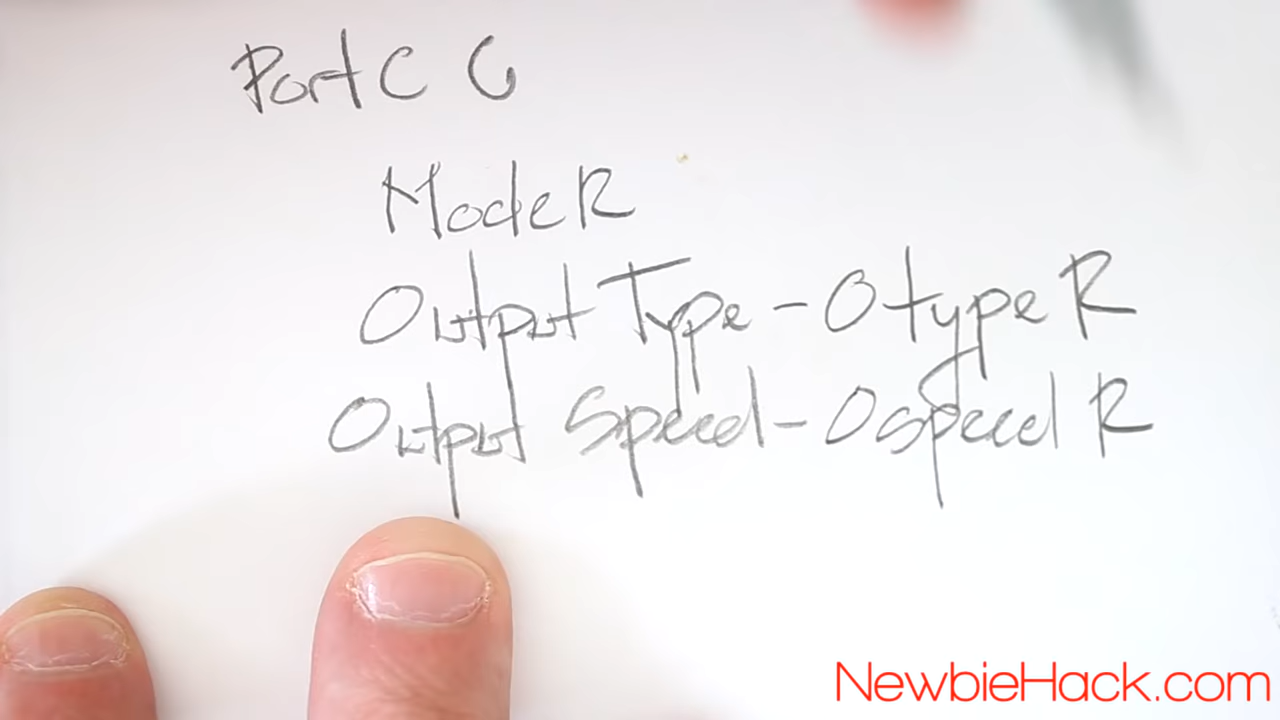 Port C 6
ModeR
Output Type - OtypeR
Output Speed - OspeedR
NewbieHack.com